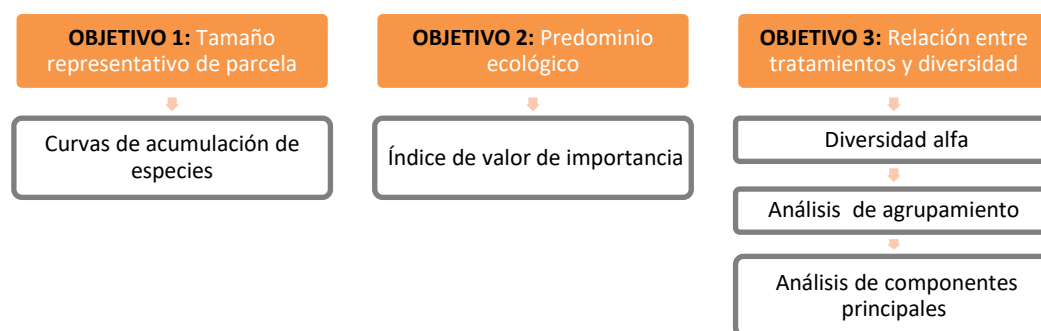 OBJETIVO 1: Tamaño
representativo de parcela
Curvas de acumulación de
especies
OBJETIVO 2: Predominio
ecológico
Índice de valor de importancia
OBJETIVO 3: Relación entre
tratamientos y diversidad
Diversidad alfa
Análisis de agrupamiento
Análisis de componentes
principales